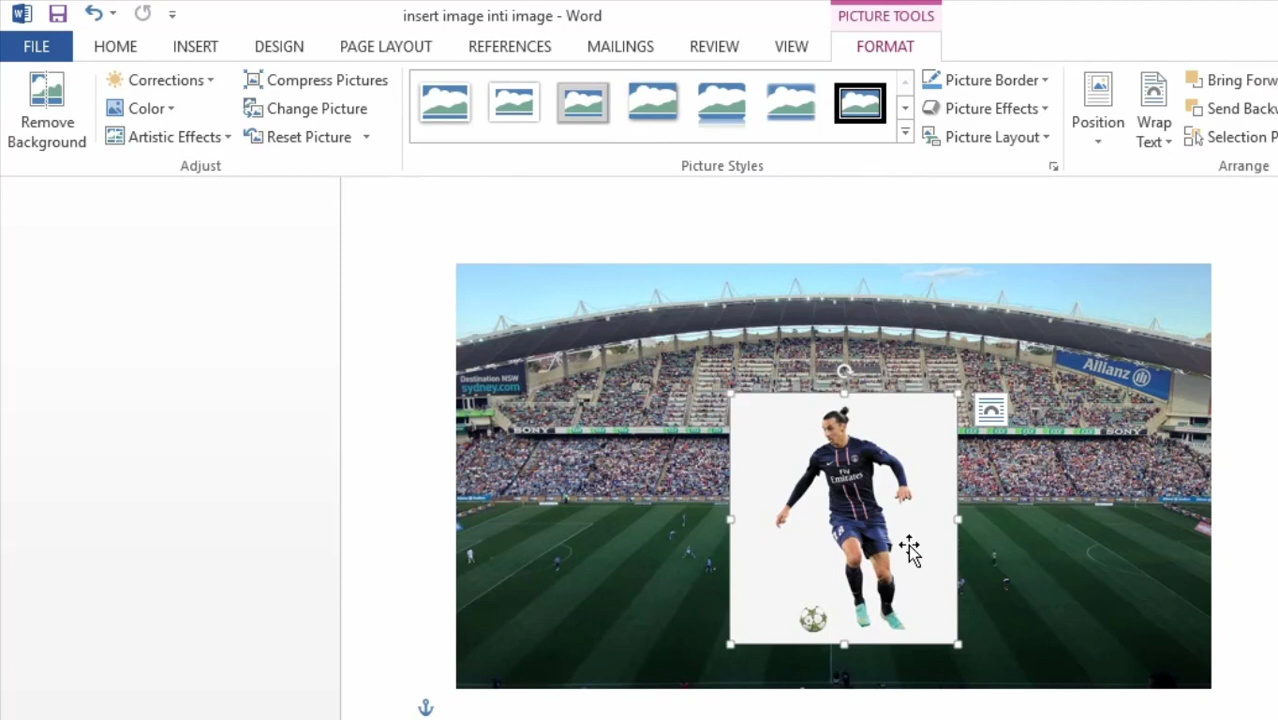 insert image inti image - Word
PICTURE TOOLS
FILE
HOME
INSERT
DESIGN
PAGE LAYOUT
REFERENCES
MAILINGS
REVIEW
VIEW
FORMAT
Remove
Background
Corrections
Color
Artistic Effects
Compress Pictures
Change Picture
Reset Picture
Adjust
Picture Styles
Picture Border
Picture Effects
Picture Layout
Position
Wrap
Text
Bring Forw
Send Backw
Selection P
Arrange
Destination NSW
sydney.com
Allianz
SONY
SONY
Fly
Emirates